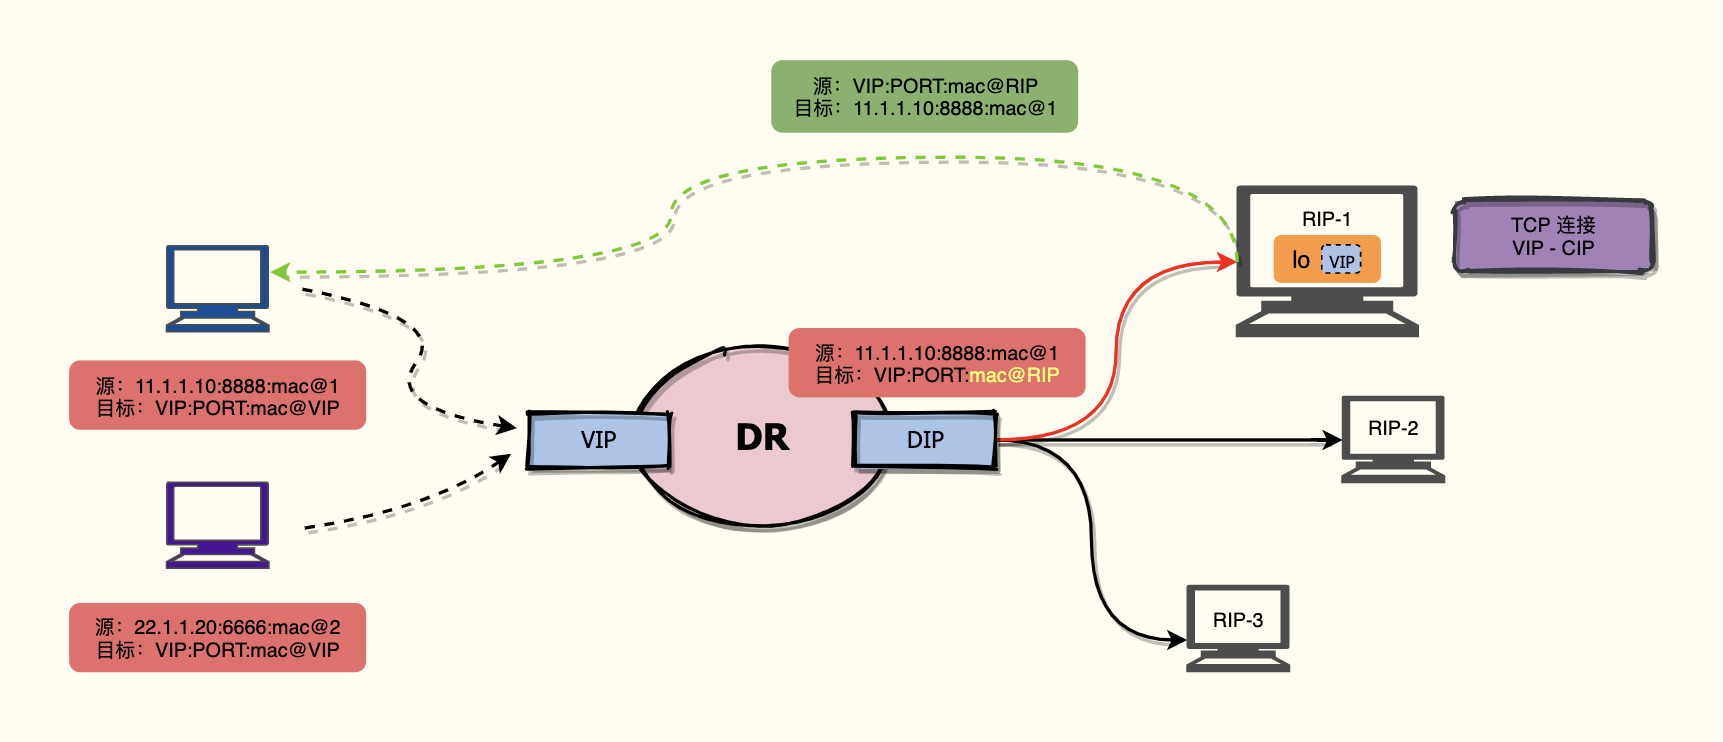 源：VIP:PORT:mac@RIP
目标：11.1.1.10:8888:mac@1
RIP-1
lo
VIP
TCP 连接
VIP - CIP
源：11.1.1.10:8888:mac@1
目标：VIP:PORT:mac@RIP
源：11.1.1.10:8888:mac@1
目标：VIP:PORT:mac@VIP
VIP
DR
DIP
RIP-2
源：22.1.1.20:6666:mac@2
目标：VIP:PORT:mac@VIP
RIP-3